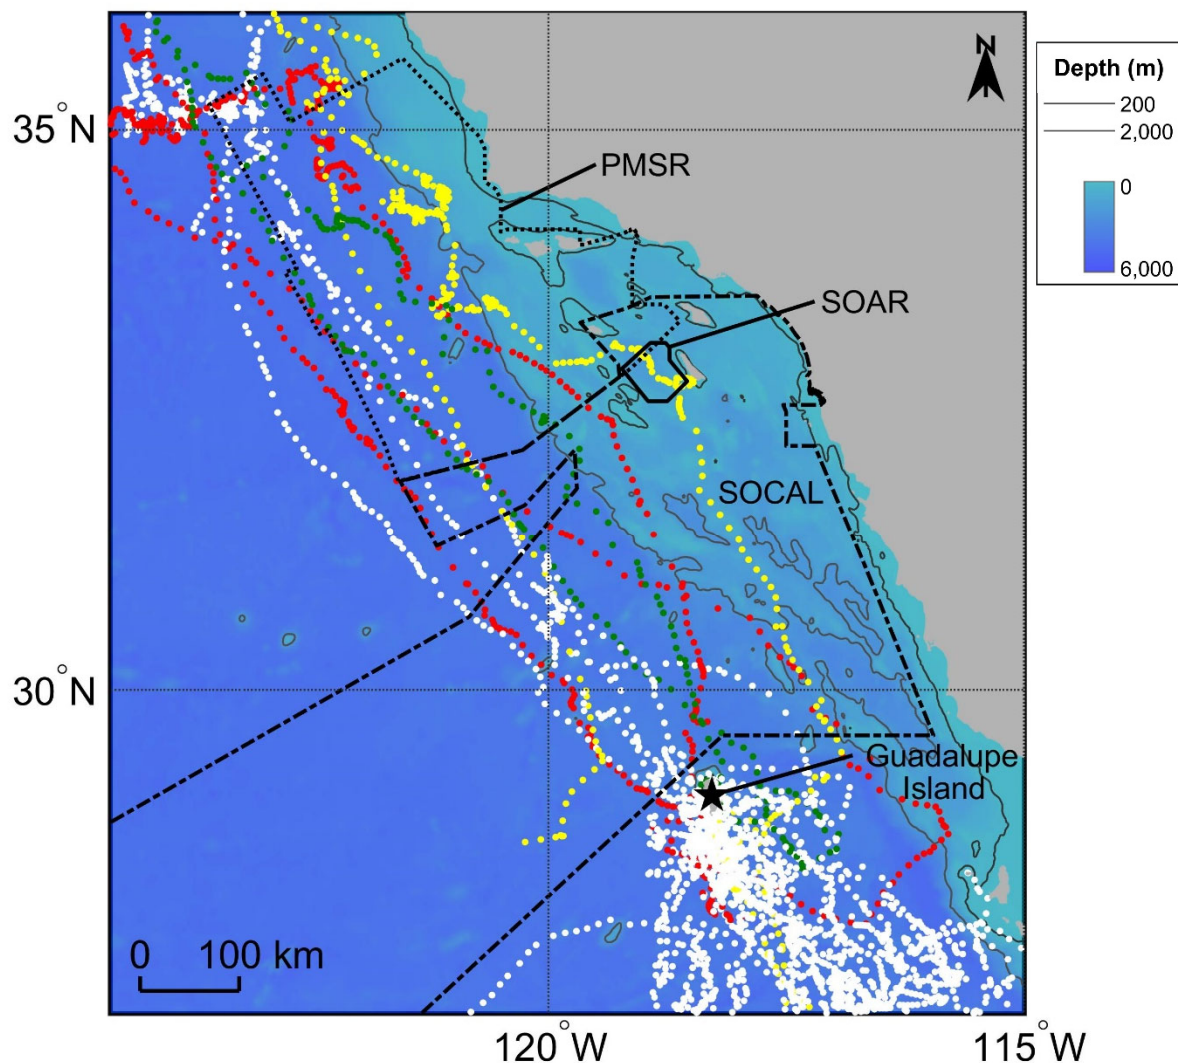 N
Depth (m)
200
2,000
0
6,000
35° N
PMSR
SOAR
SOCAL
30° N
Guadalupe
Island
0 100 km
120°W
115°W